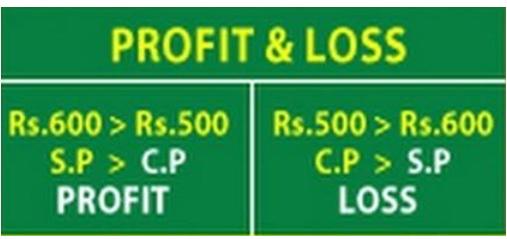 PROFIT & LOSS
Rs.600 > Rs.500
S.P > C.P
PROFIT
Rs.500 > Rs.600
C.P > S.P
LOSS